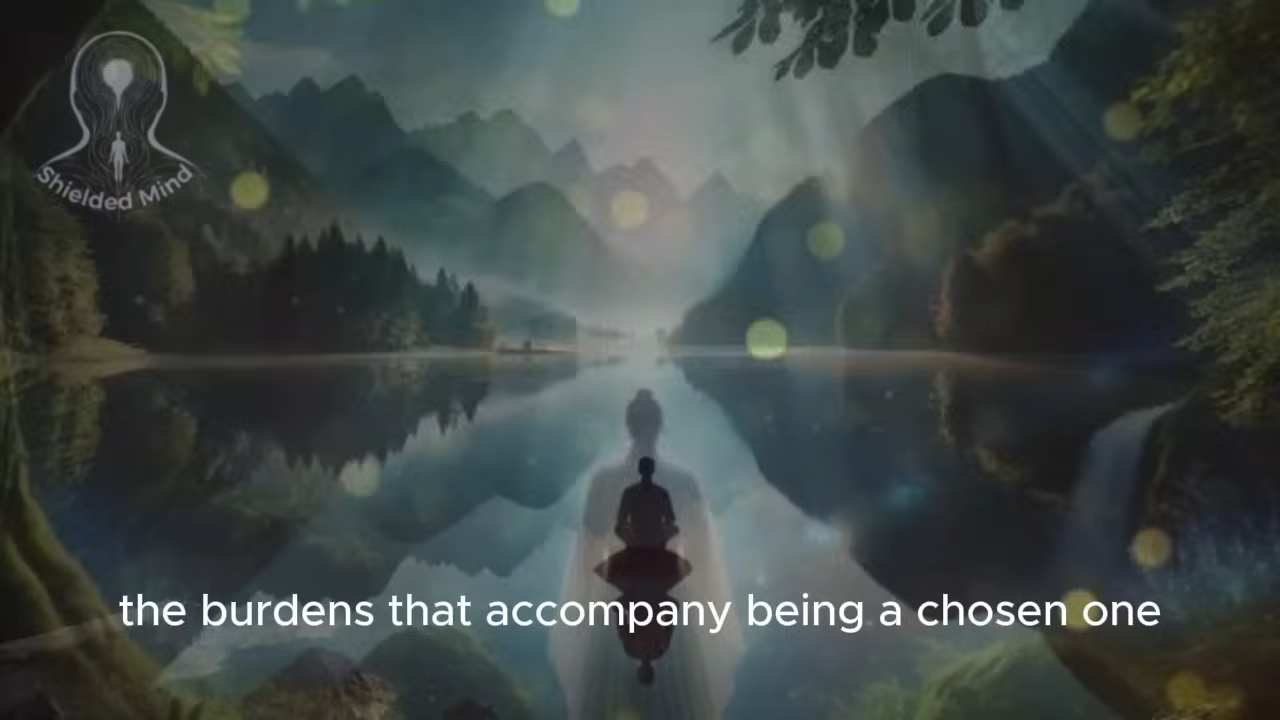 Shielded Mind
the burdens that accompany being a chosen one